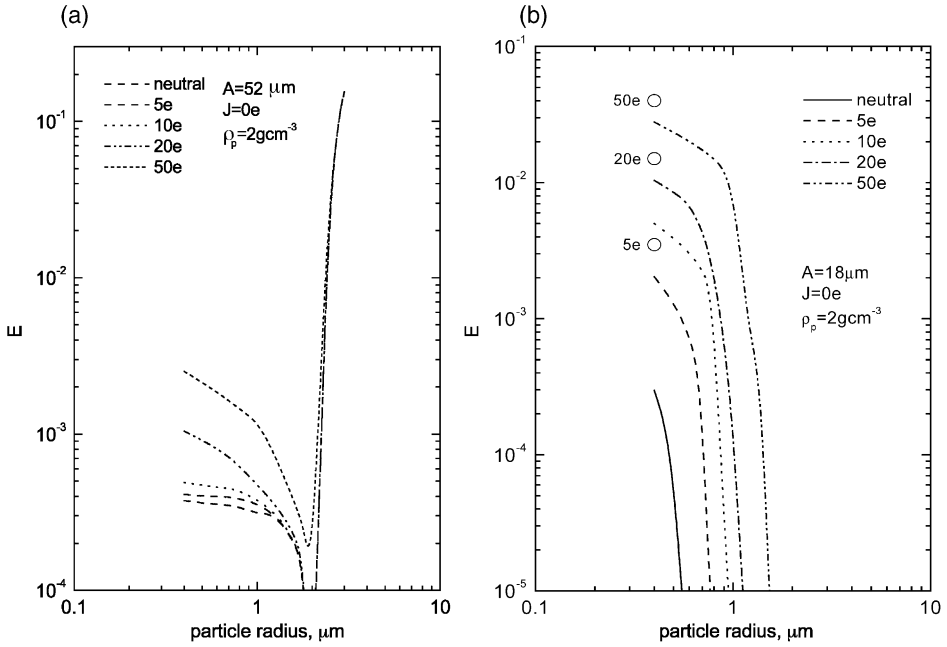 (a)
neutral
5e
10e
20e
50e
A=52 μm
J=0e
ρp=2gcm-3
10-1
10-2
10-3
10-4
E
0.1
1
10
particle radius, μm
(b)
50e
20e
5e
neutral
5e
10e
20e
50e
A=18μm
J=0e
ρp=2gcm-3
10-1
10-2
10-3
10-4
10-5
E
0.1
1
10
particle radius, μm